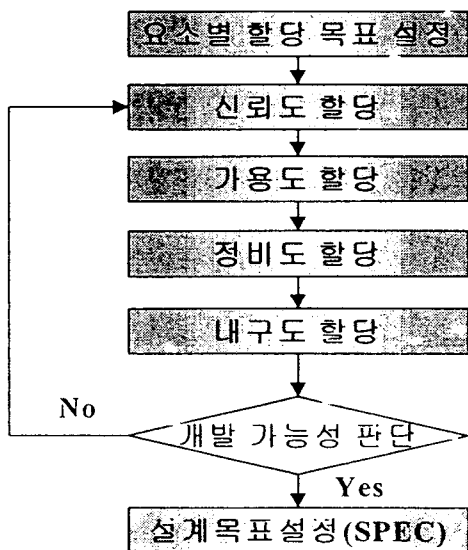 요소별 할당 목표 설정
신뢰도 할당
가용도 할당
정비도 할당
내구도 할당
No
개발 가능성 판단
Yes
설계목표설정(SPEC)